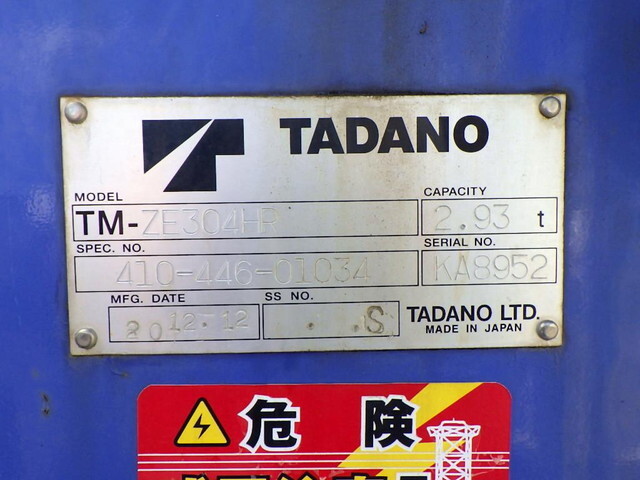 TADANO
MODEL
TM-ZE304HR
CAPACITY
2.93 t
SPEC. NO.
410-446-01034
SERIAL NO.
KA8952
MFG. DATE
2012.12
SS NO.
. . S
TADANO LTD.
MADE IN JAPAN
危険